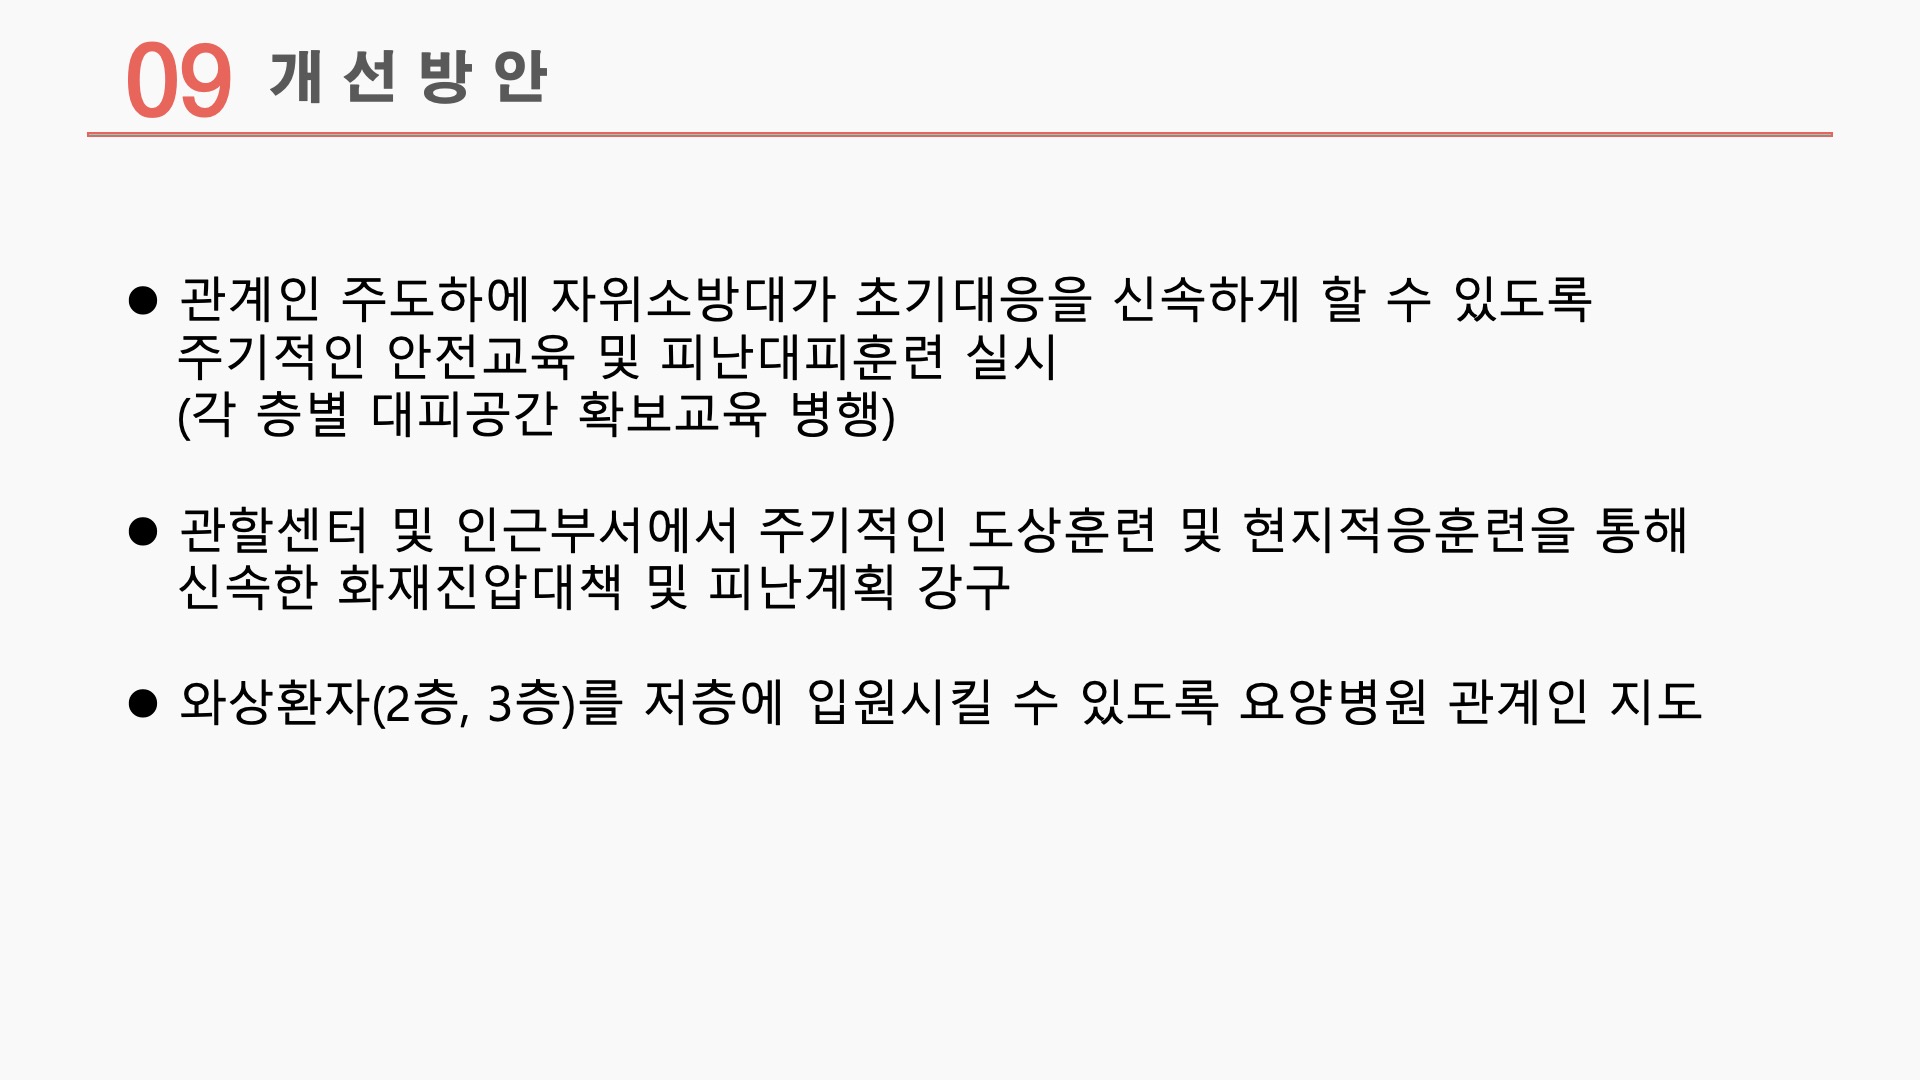 09 개선방안
● 관계인 주도하에 자위소방대가 초기대응을 신속하게 할 수 있도록
주기적인 안전교육 및 피난대피훈련 실시
(각 층별 대피공간 확보교육 병행)
● 관할센터 및 인근부서에서 주기적인 도상훈련 및 현지적응훈련을 통해
신속한 화재진압대책 및 피난계획 강구
● 와상환자(2층, 3층)를 저층에 입원시킬 수 있도록 요양병원 관계인 지도